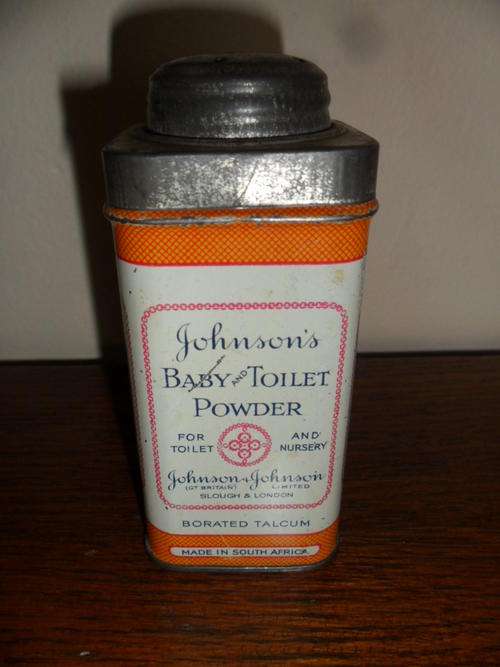 Johnson's
BABY AND TOILET
POWDER
FOR TOILET AND NURSERY
Johnson & Johnson
(GT BRITAIN) LIMITED
SLOUGH & LONDON
BORATED TALCUM
MADE IN SOUTH AFRICA